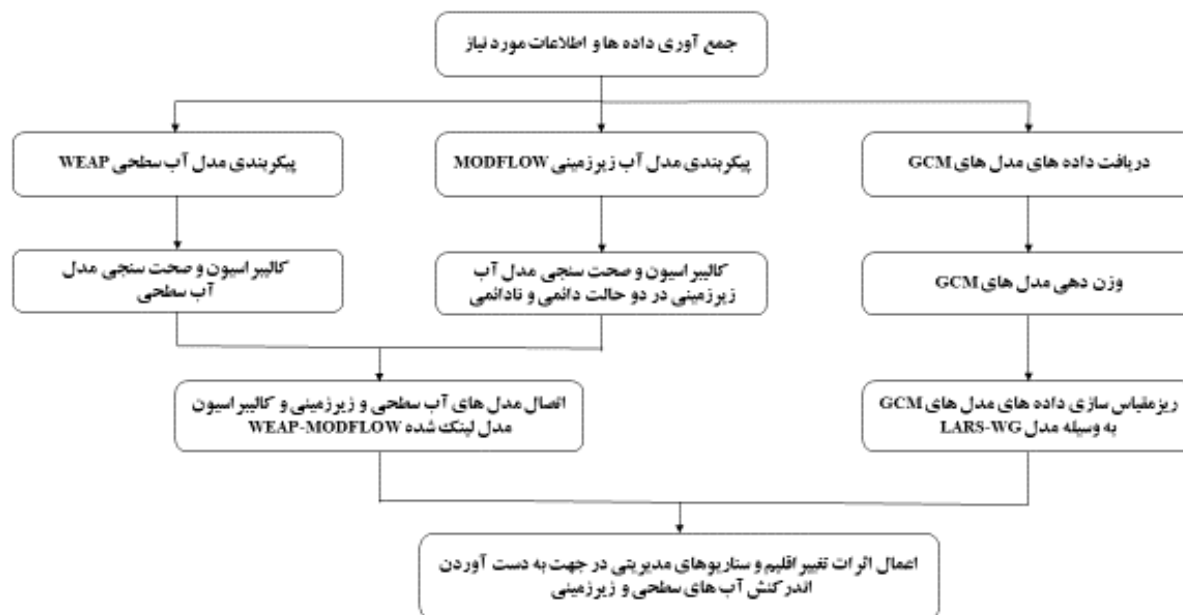 جمع آوری داده ها و اطلاعات مورد نیاز
دریافت داده های مدل های GCM
پیکربندی مدل آب زیرزمینی MODFLOW
پیکربندی مدل آب سطحی WEAP
وزن دهی مدل های GCM
کالیبراسیون و صحت سنجی مدل آب
زیرزمینی در دو حالت دائمی و نادائمی
کالیبراسیون و صحت سنجی مدل
آب سطحی
ریزمقیاس سازی داده های مدل های GCM
به وسیله مدل LARS-WG
اتصال مدل های آب سطحی و زیرزمینی و کالیبراسیون
مدل لینک شده WEAP-MODFLOW
اعمال اثرات تغییر اقلیم و سناریوهای مدیریتی در جهت به دست آوردن
اندرکنش آب های سطحی و زیرزمینی